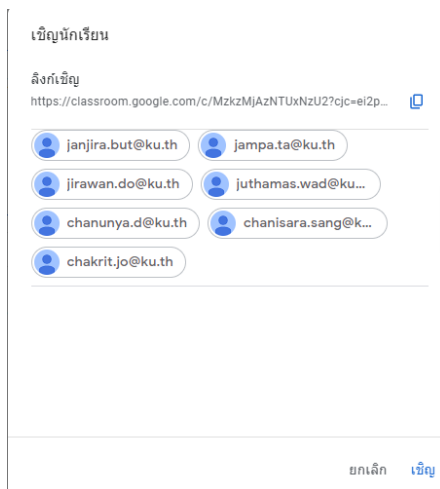 เชิญนักเรียน
ลิงก์เชิญ
https://classroom.google.com/c/MzkzMjAzNTUxNzU2?cjc=ei2p...
janjira.but@ku.th jampa.ta@ku.th
jirawan.do@ku.th juthamas.wad@ku...
chanunya.d@ku.th chanisara.sang@k...
chakrit.jo@ku.th
ยกเลิก เชิญ